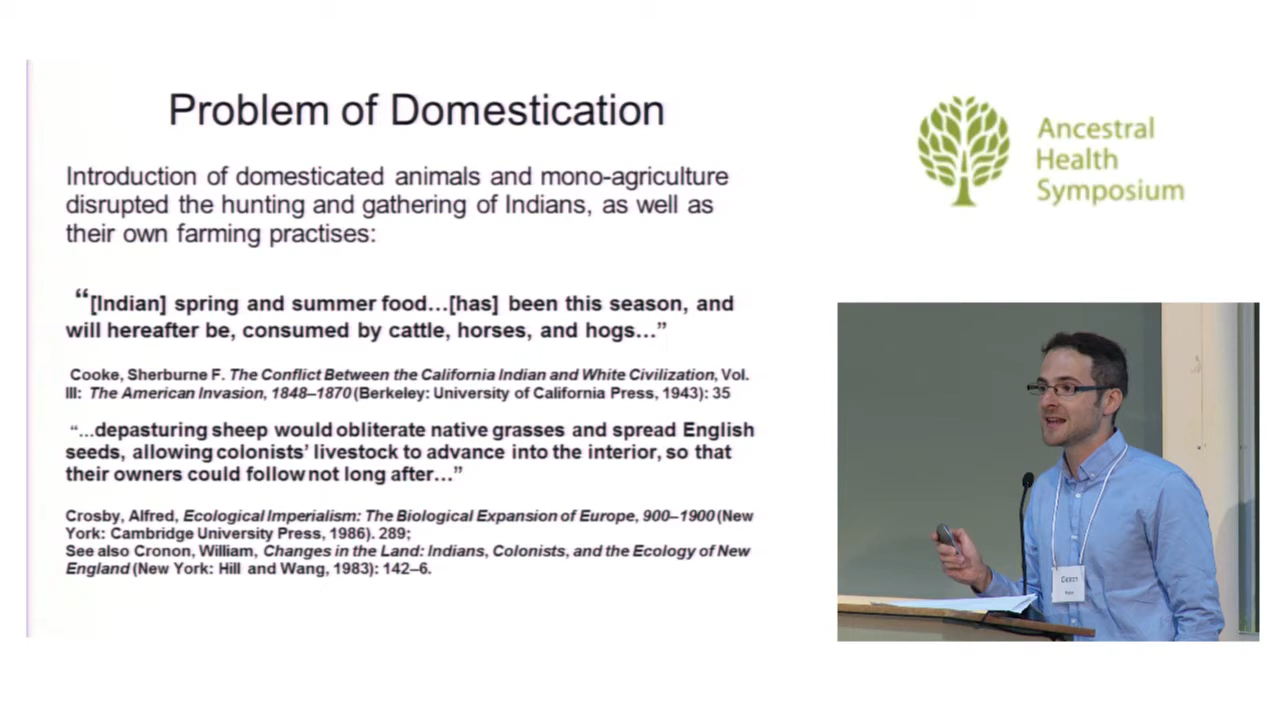 Problem of Domestication
Introduction of domesticated animals and mono-agriculture
disrupted the hunting and gathering of Indians, as well as
their own farming practises:
“[Indian] spring and summer food…[has] been this season, and
will hereafter be, consumed by cattle, horses, and hogs…”
Cooke, Sherburne F. The Conflict Between the California Indian and White Civilization, Vol.
III: The American Invasion, 1848–1870 (Berkeley: University of California Press, 1943): 35
“...depasturing sheep would obliterate native grasses and spread English
seeds, allowing colonists’ livestock to advance into the interior, so that
their owners could follow not long after…”
Crosby, Alfred, Ecological Imperialism: The Biological Expansion of Europe, 900–1900 (New
York: Cambridge University Press, 1986). 289;
See also Cronon, William, Changes in the Land: Indians, Colonists, and the Ecology of New
England (New York: Hill and Wang, 1983): 142–6.
Ancestral
Health
Symposium